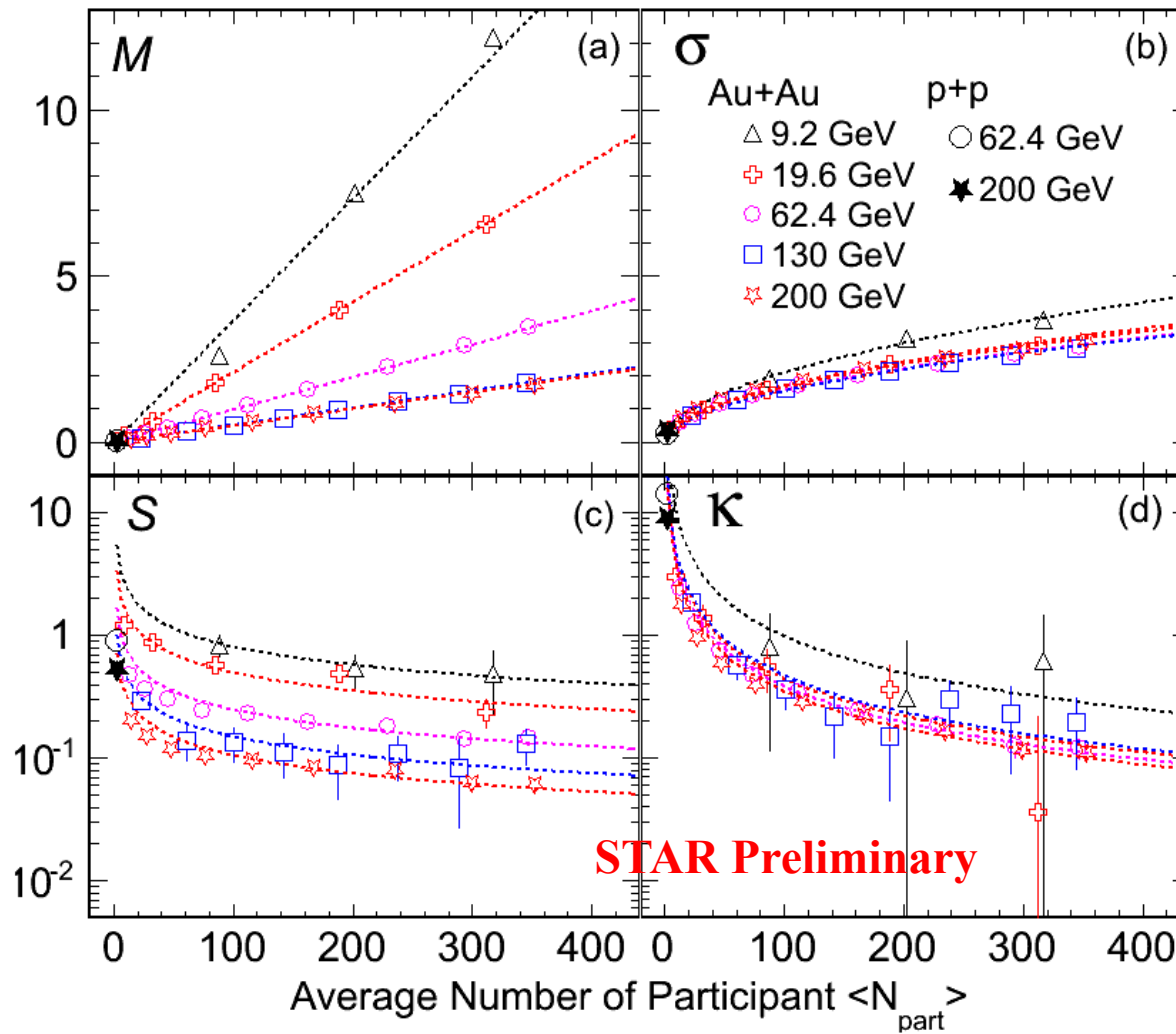 M (a)
σ (b)
Au+Au p+p
9.2 GeV 62.4 GeV
19.6 GeV 200 GeV
62.4 GeV
130 GeV
200 GeV
10
5
0
S (c)
κ (d)
10
1
10⁻¹
10⁻²
STAR Preliminary
0 100 200 300 400 0 100 200 300 400
Average Number of Participant <N_part>